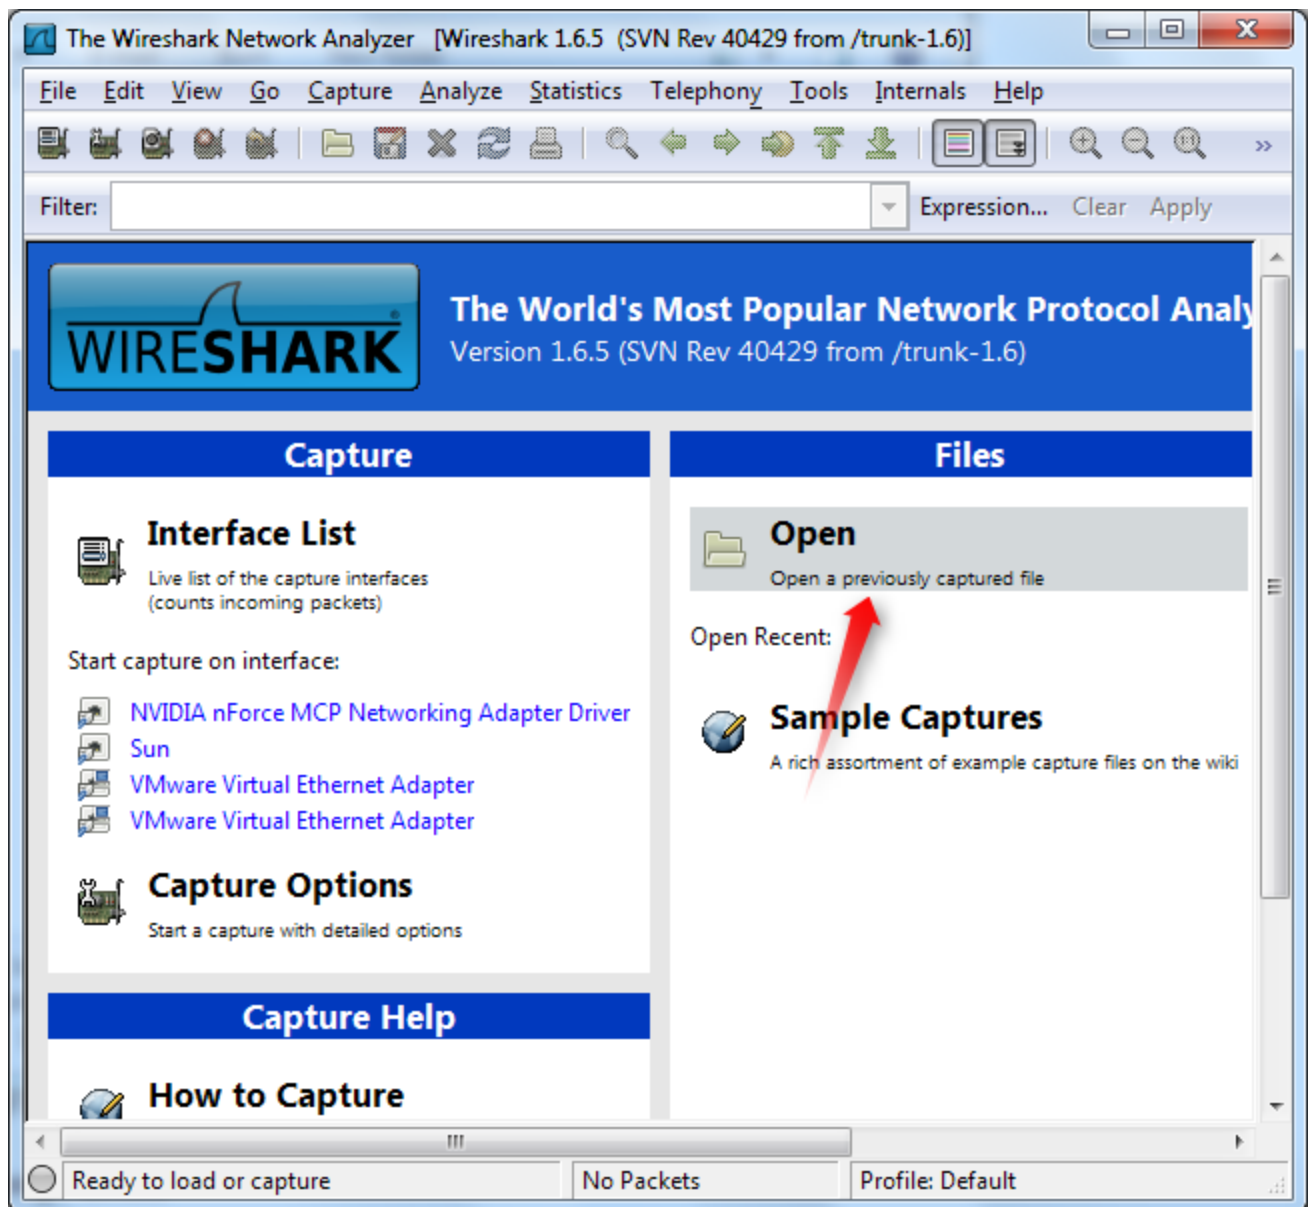 The Wireshark Network Analyzer [Wireshark 1.6.5 (SVN Rev 40429 from /trunk-1.6)]
File Edit View Go Capture Analyze Statistics Telephony Tools Internals Help
Filter: Expression... Clear Apply
WIRESHARK®
The World's Most Popular Network Protocol Analy
Version 1.6.5 (SVN Rev 40429 from /trunk-1.6)
Capture
Interface List
Live list of the capture interfaces
(counts incoming packets)
Start capture on interface:
NVIDIA nForce MCP Networking Adapter Driver
Sun
VMware Virtual Ethernet Adapter
VMware Virtual Ethernet Adapter
Capture Options
Start a capture with detailed options
Capture Help
How to Capture
Files
Open
Open a previously captured file
Open Recent:
Sample Captures
A rich assortment of example capture files on the wiki
Ready to load or capture No Packets Profile: Default